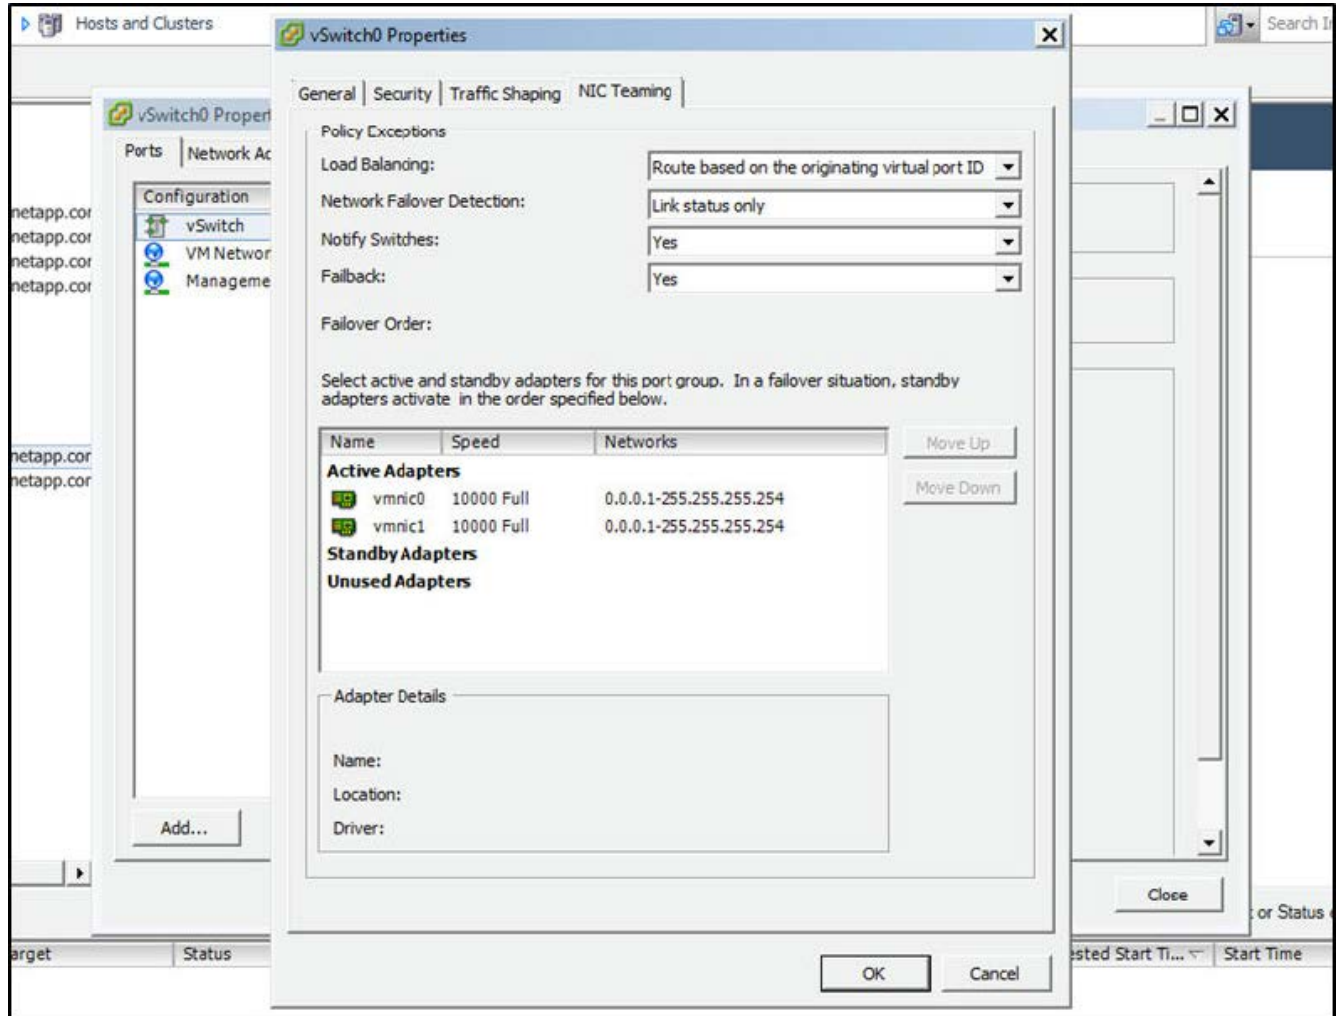 Hosts and Clusters
Search In
vSwitch0 Properties
General Security Traffic Shaping NIC Teaming
vSwitch0 Propert
Ports Network Ad
Configuration
vSwitch
VM Networ
Manageme
netapp.cor
netapp.cor
netapp.cor
netapp.cor
netapp.cor
netapp.cor
Add...
Policy Exceptions
Load Balancing: Route based on the originating virtual port ID
Network Failover Detection: Link status only
Notify Switches: Yes
Failback: Yes
Failover Order:
Select active and standby adapters for this port group. In a failover situation, standby
adapters activate in the order specified below.
Name Speed Networks
Active Adapters
vmnic0 10000 Full 0.0.0.1-255.255.255.254
vmnic1 10000 Full 0.0.0.1-255.255.255.254
Standby Adapters
Unused Adapters
Move Up
Move Down
Adapter Details
Name:
Location:
Driver:
Close
or Status
OK Cancel
arget Status ested Start Ti... Start Time